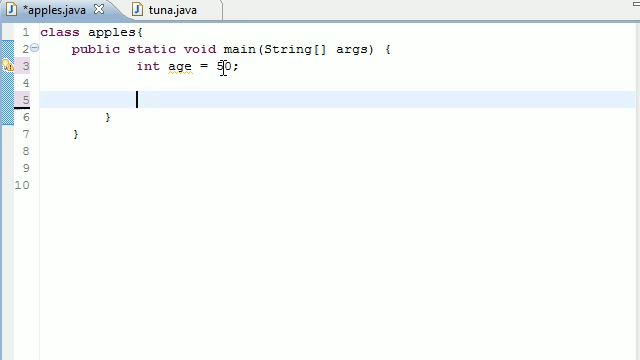 *apples.java tuna.java
1 class apples{
2 public static void main(String[] args) {
3 int age = 50;
4
5
6 }
7 }
8
9
10